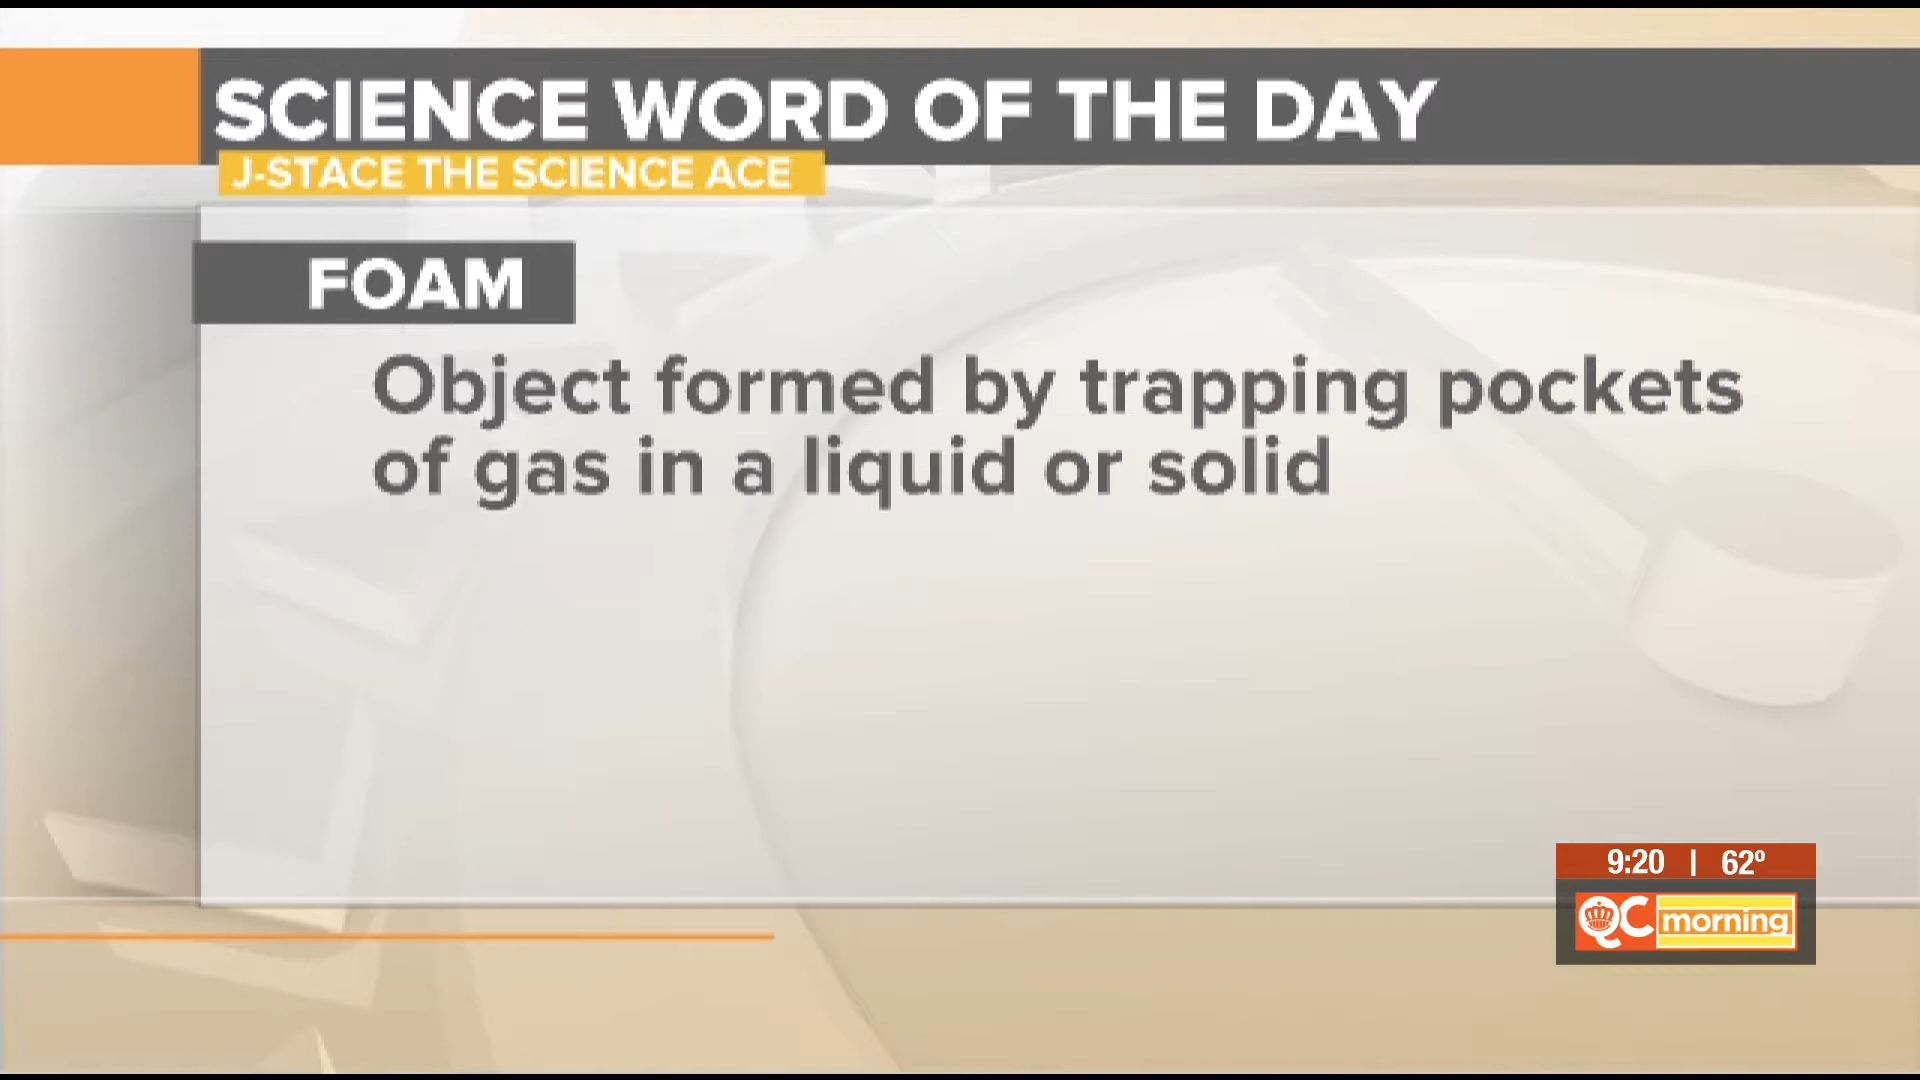 SCIENCE WORD OF THE DAY
J-STACE THE SCIENCE ACE
FOAM
Object formed by trapping pockets
of gas in a liquid or solid
9:20 | 62º
QC morning